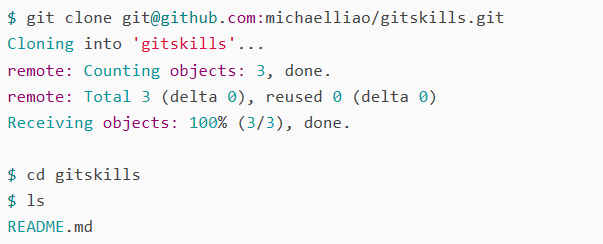 $ git clone git@github.com:michaelliao/gitskills.git
Cloning into 'gitskills'...
remote: Counting objects: 3, done.
remote: Total 3 (delta 0), reused 0 (delta 0)
Receiving objects: 100% (3/3), done.
$ cd gitskills
$ ls
README.md